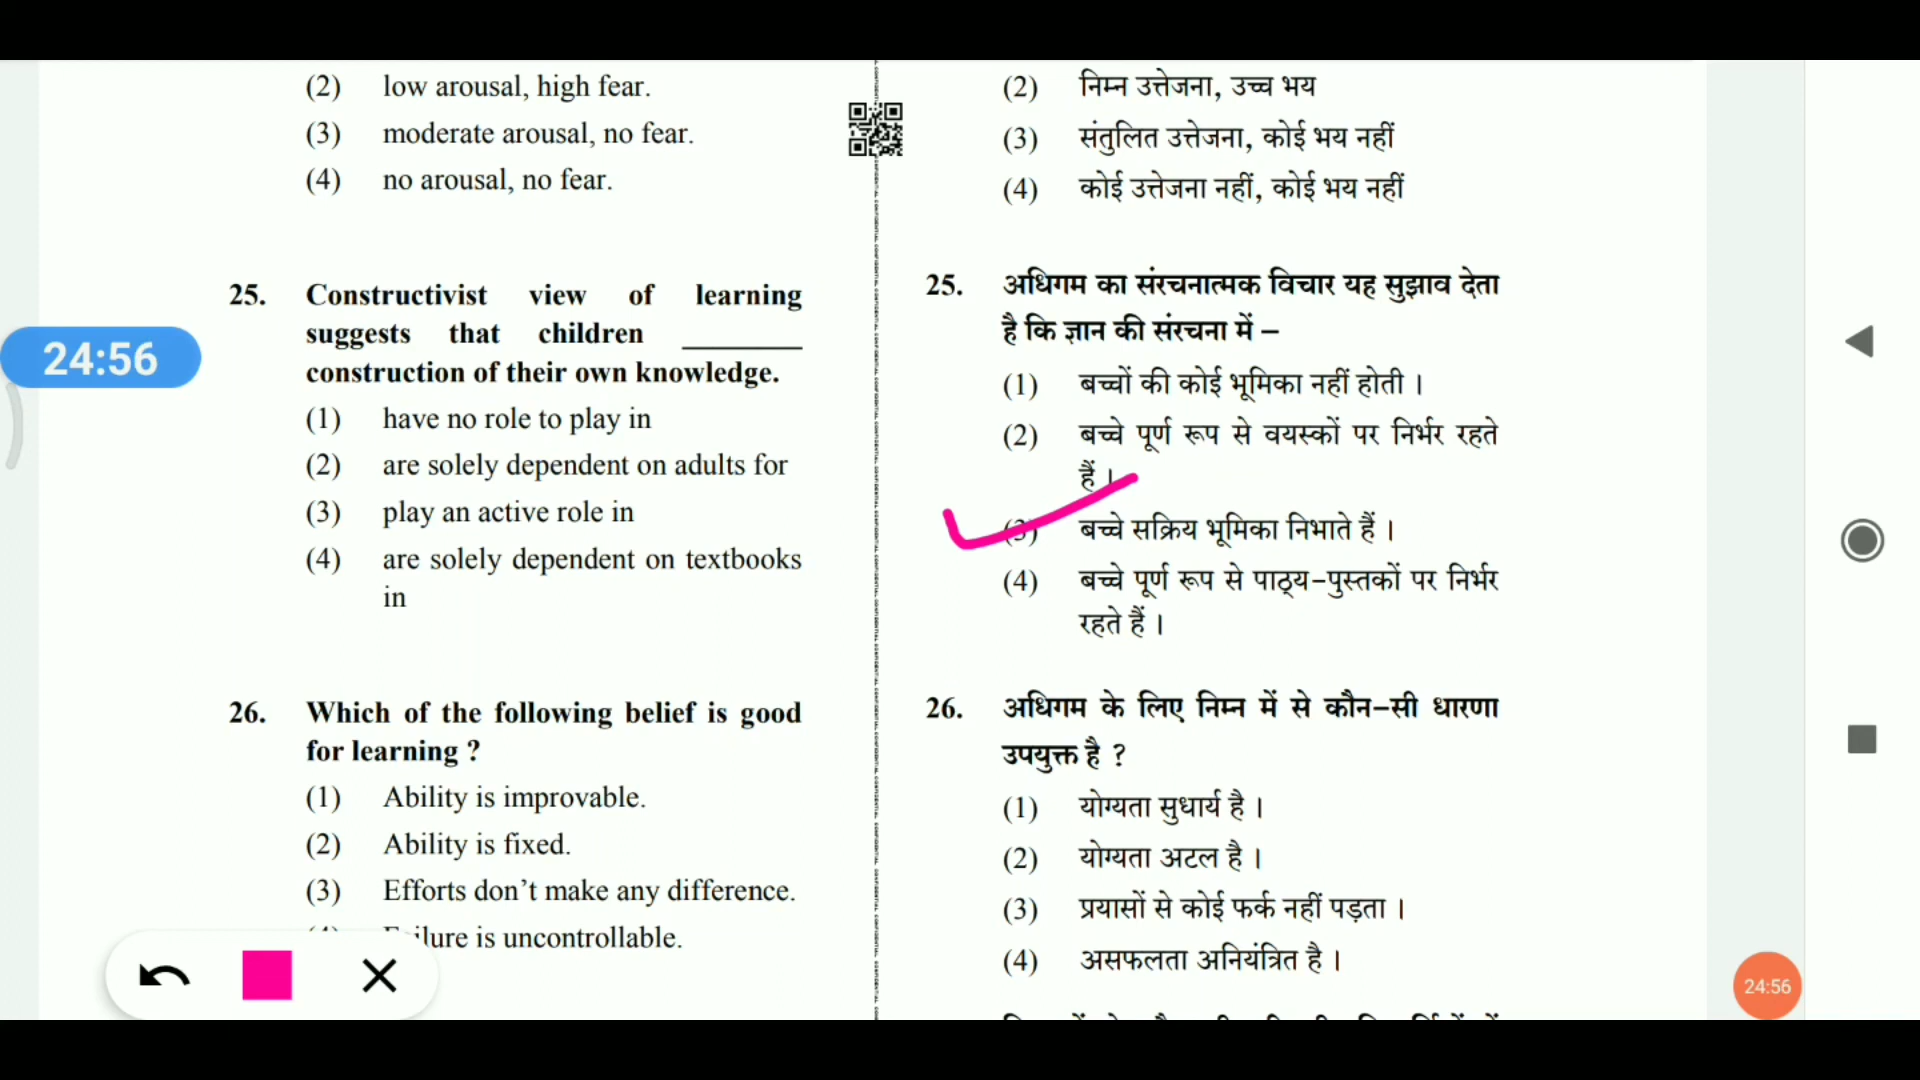 (2) low arousal, high fear.
(3) moderate arousal, no fear.
(4) no arousal, no fear.
25. Constructivist view of learning
suggests that children ________
construction of their own knowledge.
(1) have no role to play in
(2) are solely dependent on adults for
(3) play an active role in
(4) are solely dependent on textbooks
in
26. Which of the following belief is good
for learning ?
(1) Ability is improvable.
(2) Ability is fixed.
(3) Efforts don’t make any difference.
is uncontrollable.
(2) निम्न उत्तेजना, उच्च भय
(3) संतुलित उत्तेजना, कोई भय नहीं
(4) कोई उत्तेजना नहीं, कोई भय नहीं
25. अधिगम का संरचनात्मक विचार यह सुझाव देता
है कि ज्ञान की संरचना में –
(1) बच्चों की कोई भूमिका नहीं होती ।
(2) बच्चे पूर्ण रूप से वयस्कों पर निर्भर रहते
हैं ।
(3) बच्चे सक्रिय भूमिका निभाते हैं ।
(4) बच्चे पूर्ण रूप से पाठ्य-पुस्तकों पर निर्भर
रहते हैं ।
26. अधिगम के लिए निम्न में से कौन-सी धारणा
उपयुक्त है ?
(1) योग्यता सुधार्य है ।
(2) योग्यता अटल है ।
(3) प्रयासों से कोई फर्क नहीं पड़ता ।
(4) असफलता अनियंत्रित है ।
24:56
24:56